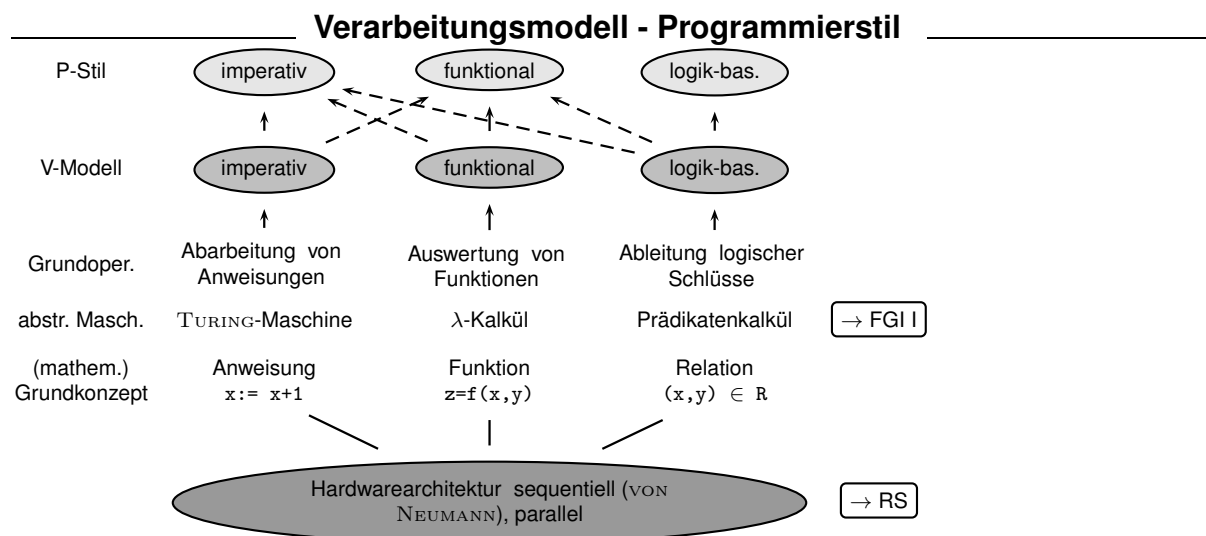 Verarbeitungsmodell - Programmierstil
P-Stil imperativ funktional logik-bas.
V-Modell imperativ funktional logik-bas.
Grundoper. Abarbeitung von Anweisungen Auswertung von Funktionen Ableitung logischer Schlüsse
abstr. Masch. TURING-Maschine λ-Kalkül Prädikatenkalkül → FGI I
(mathem.) Anweisung Funktion Relation
Grundkonzept x:= x+1 z=f(x,y) (x,y) ∈ R
Hardwarearchitektur sequentiell (VON
NEUMANN), parallel
→ RS